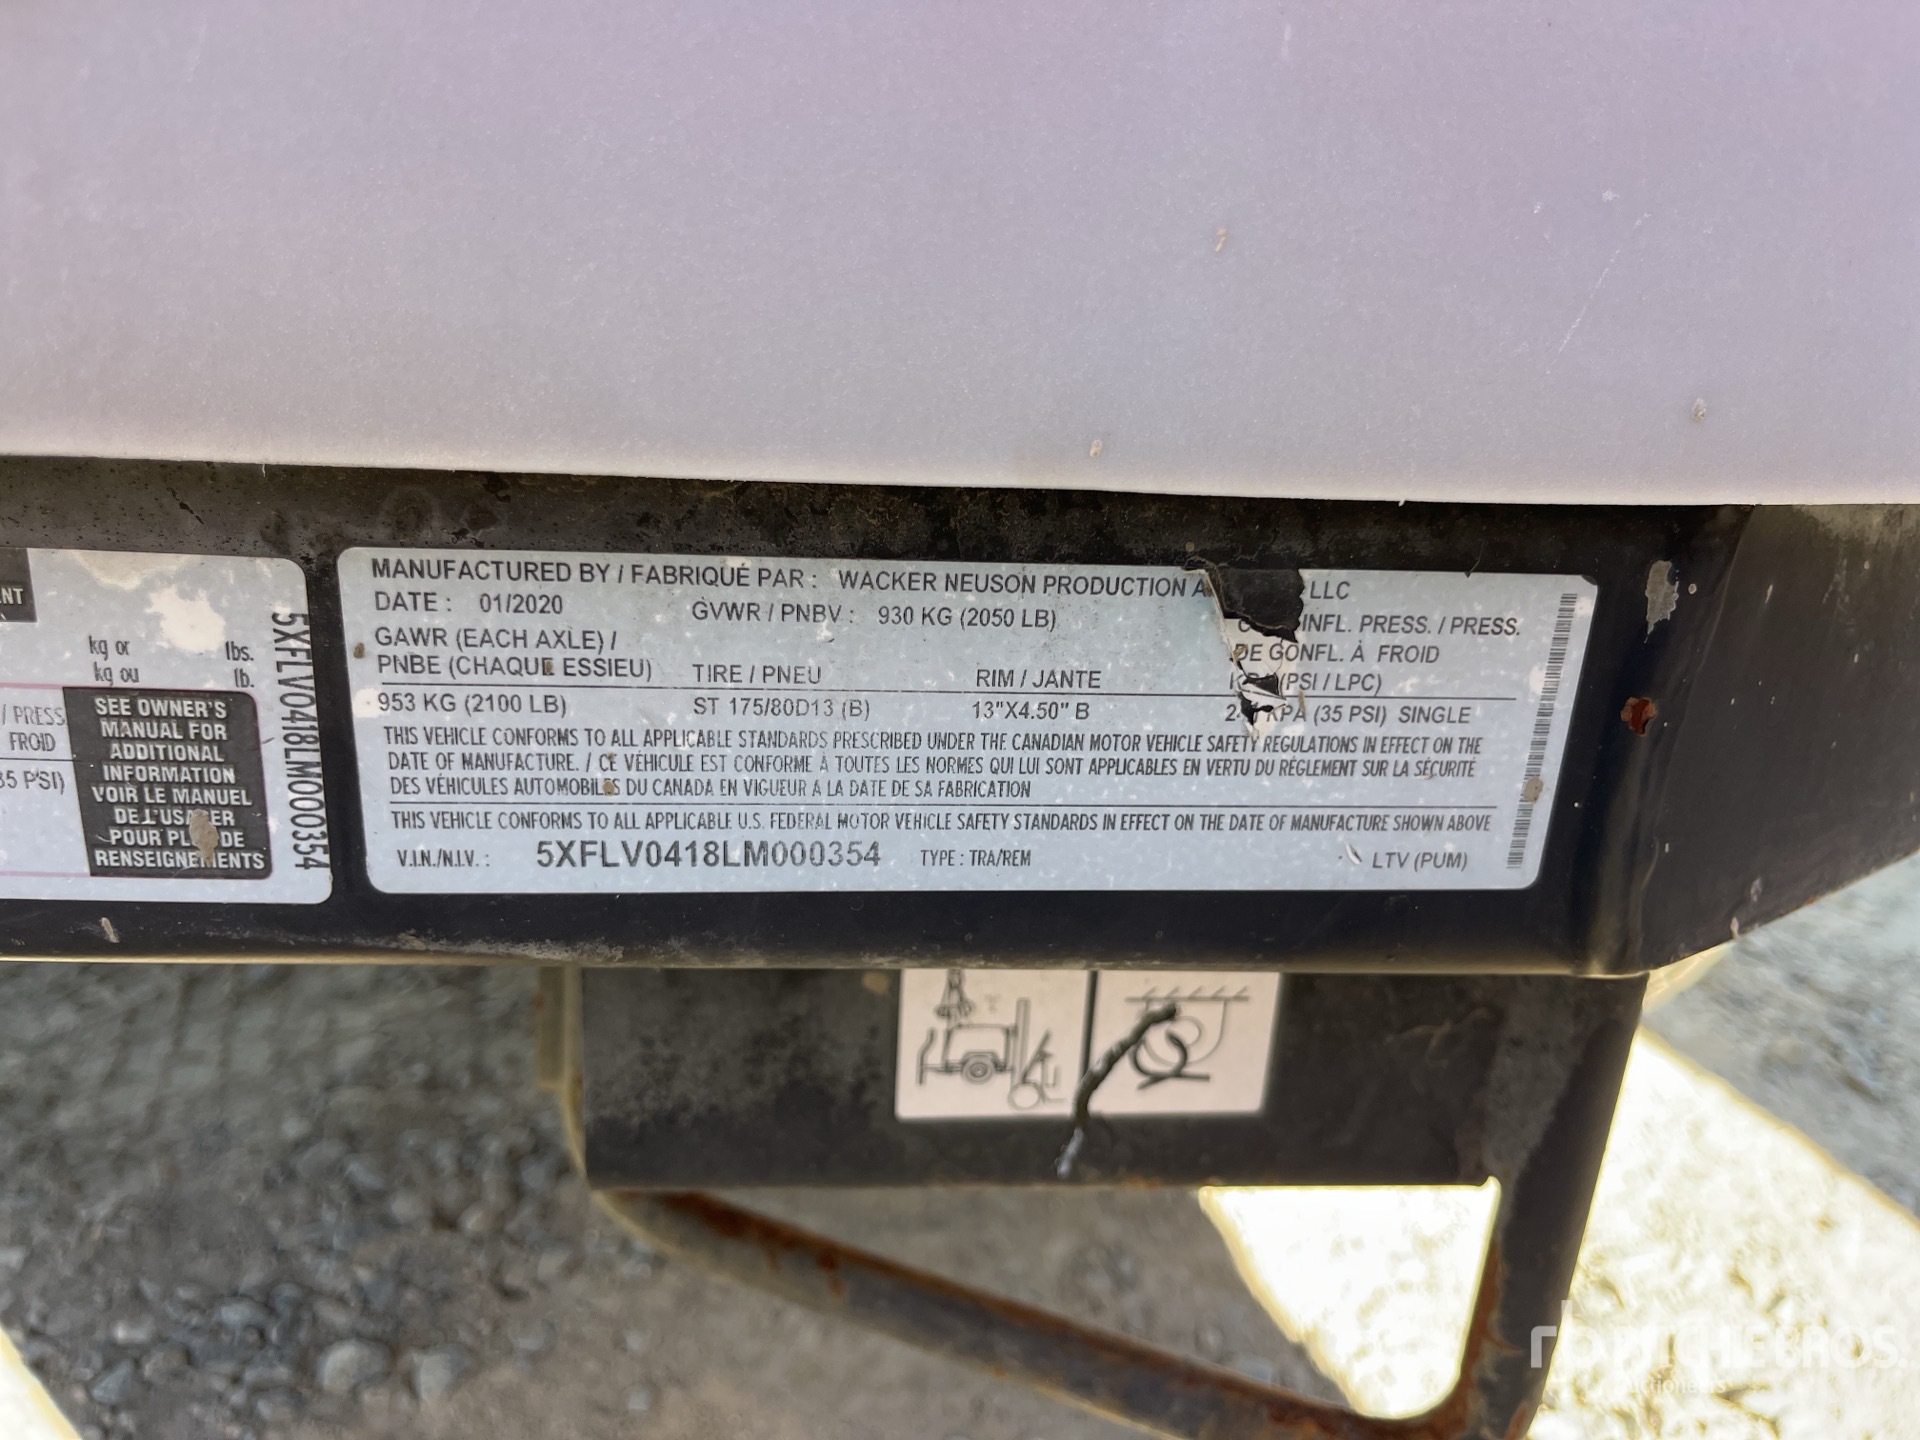 NT
kg or lbs.
kg ou lb.
/ PRESS
FROID
35 PSI)
SEE OWNER'S
MANUAL FOR
ADDITIONAL
INFORMATION
VOIR LE MANUEL
POUR DE
RENSEIGNEMENTS
5XFLV0418LM000354
MANUFACTURED BY / FABRIQUÉ PAR : WACKER NEUSON PRODUCTION A LLC
DATE : 01/2020 GVWR / PNBV : 930 KG (2050 LB)
INFL. PRESS. / PRESS.
GAWR (EACH AXLE) /
DE GONFL. À FROID
PNBE (CHAQUE ESSIEU) TIRE / PNEU RIM / JANTE (PSI / LPC)
953 KG (2100 LB) ST 175/80D13 (B) 13"X4.50" B KPA (35 PSI) SINGLE
THIS VEHICLE CONFORMS TO ALL APPLICABLE STANDARDS PRESCRIBED UNDER THE CANADIAN MOTOR VEHICLE SAFETY REGULATIONS IN EFFECT ON THE
DATE OF MANUFACTURE. / CE VÉHICULE EST CONFORME À TOUTES LES NORMES QUI LUI SONT APPLICABLES EN VERTU DU RÉGLEMENT SUR LA SÉCURITÉ
DES VÉHICULES AUTOMOBILES DU CANADA EN VIGUEUR A LA DATE DE SA FABRICATION
THIS VEHICLE CONFORMS TO ALL APPLICABLE U.S. FEDERAL MOTOR VEHICLE SAFETY STANDARDS IN EFFECT ON THE DATE OF MANUFACTURE SHOWN ABOVE
V.I.N./N.I.V. : 5XFLV0418LM000354 TYPE : TRA/REM LTV (PUM)
rb RITCHIE BROS.
Auctioneers